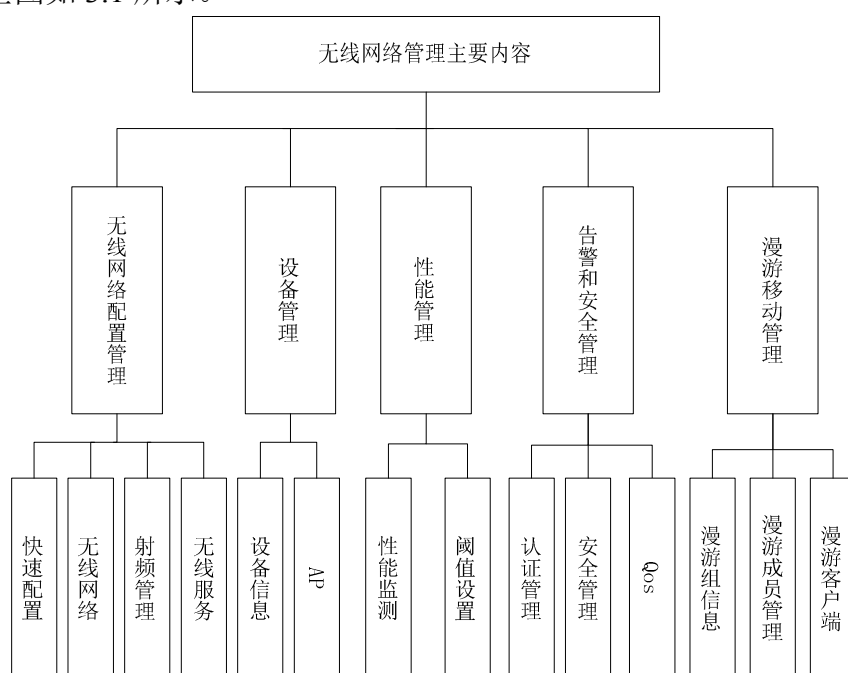 无线网络管理主要内容
无线网络配置管理
设备管理
性能管理
告警和安全管理
漫游移动管理
快速配置
无线网络
射频管理
无线服务
设备信息
AP
性能监测
阈值设置
认证管理
安全管理
Qos
漫游组信息
漫游成员管理
漫游客户端